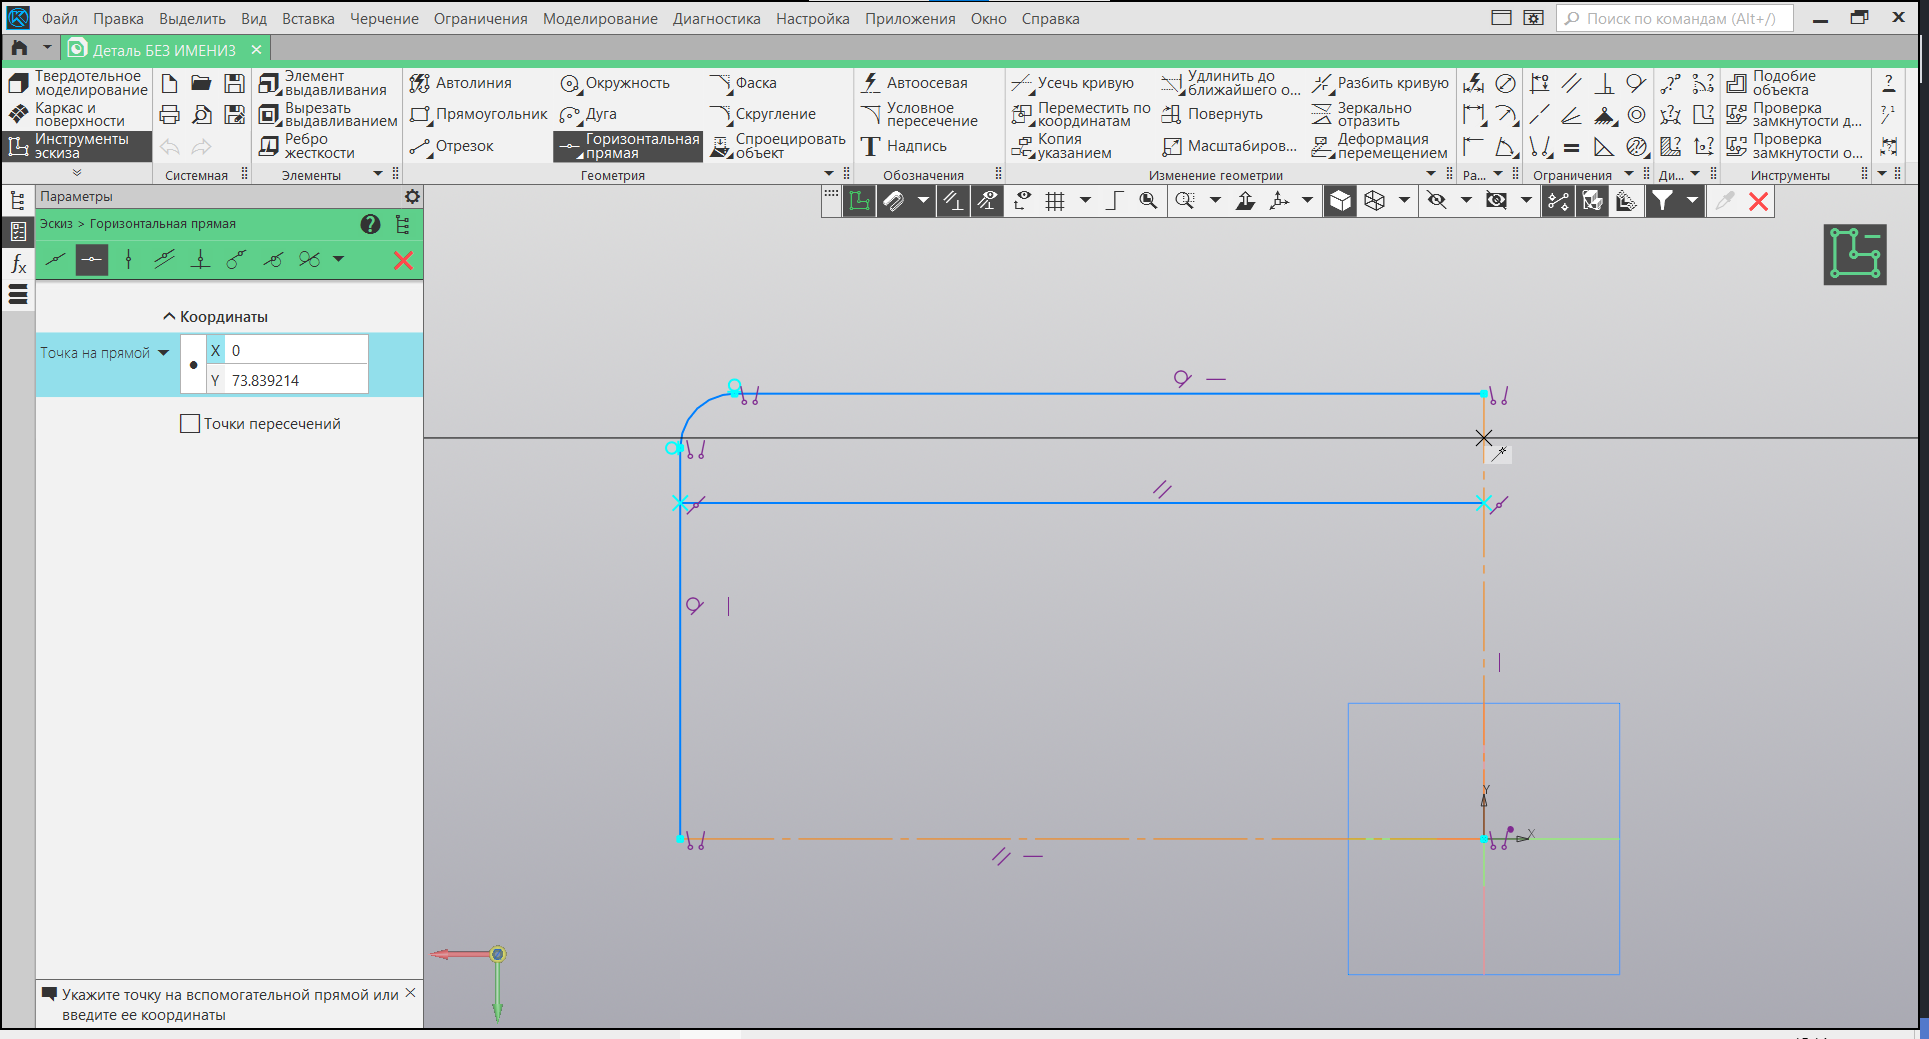 Файл Правка Выделить Вид Вставка Черчение Ограничения Моделирование Диагностика Настройка Приложения Окно Справка
Поиск по командам (Alt+/)
Деталь БЕЗ ИМЕНИ3
Твердотельное моделирование
Каркас и поверхности
Инструменты эскиза
Системная
Элемент выдавливания
Вырезать выдавливанием
Ребро жесткости
Элементы
Автолиния Окружность Фаска
Прямоугольник Дуга Скругление
Отрезок Горизонтальная прямая Спроецировать объект
Геометрия
Автоосевая
Условное пересечение
Надпись
Обозначения
Усечь кривую Удлинить до ближайшего о... Разбить кривую
Переместить по координатам Повернуть Зеркально отразить
Копия указанием Масштабиров... Деформация перемещением
Изменение геометрии
Ра...
Ограничения
Ди...
Подобие объекта
Проверка замкнутости д...
Проверка замкнутости о...
Инструменты
Параметры
Эскиз > Горизонтальная прямая
Координаты
Точка на прямой
X 0
Y 73.839214
Точки пересечений
Y
X
Укажите точку на вспомогательной прямой или
введите ее координаты